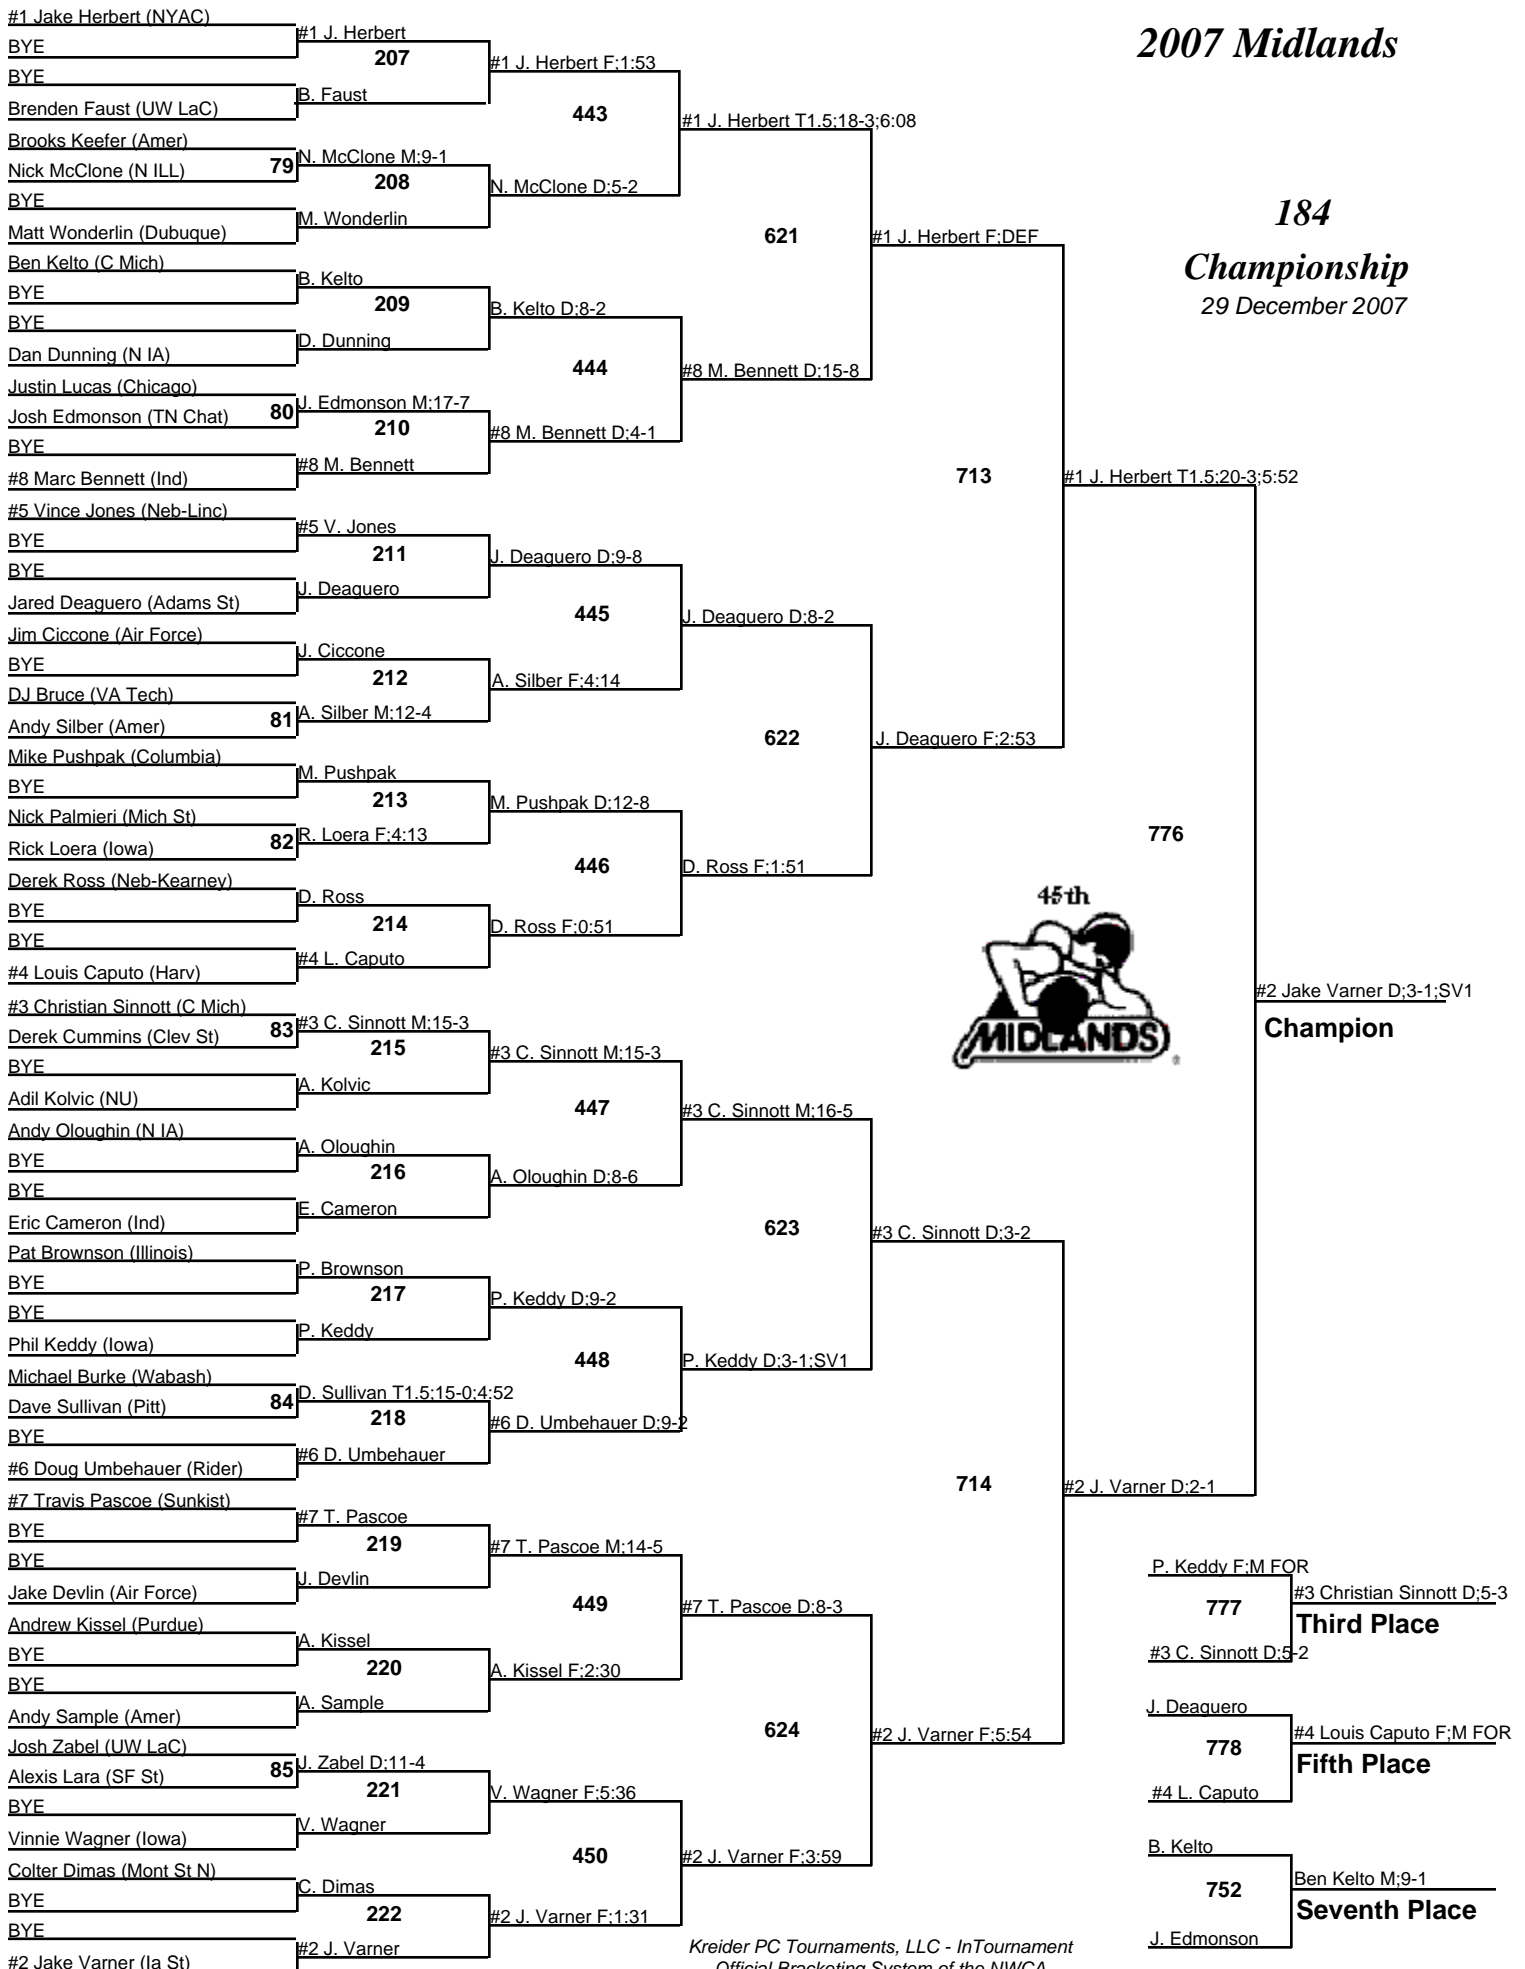 2007 Midlands
184
Championship
29 December 2007
#1 Jake Herbert (NYAC)
BYE
BYE
Brenden Faust (UW LaC)
Brooks Keefer (Amer)
Nick McClone (N ILL)
BYE
Matt Wonderlin (Dubuque)
Ben Kelto (C Mich)
BYE
BYE
Dan Dunning (N IA)
Justin Lucas (Chicago)
Josh Edmonson (TN Chat)
BYE
#8 Marc Bennett (Ind)
#5 Vince Jones (Neb-Linc)
BYE
BYE
Jared Deaguero (Adams St)
Jim Ciccone (Air Force)
BYE
DJ Bruce (VA Tech)
Andy Silber (Amer)
Mike Pushpak (Columbia)
BYE
Nick Palmieri (Mich St)
Rick Loera (Iowa)
Derek Ross (Neb-Kearney)
BYE
BYE
#4 Louis Caputo (Harv)
#3 Christian Sinnott (C Mich)
Derek Cummins (Clev St)
BYE
Adil Kolvic (NU)
Andy Oloughin (N IA)
BYE
BYE
Eric Cameron (Ind)
Pat Brownson (Illinois)
BYE
BYE
Phil Keddy (Iowa)
Michael Burke (Wabash)
Dave Sullivan (Pitt)
BYE
#6 Doug Umbehauer (Rider)
#7 Travis Pascoe (Sunkist)
BYE
BYE
Jake Devlin (Air Force)
Andrew Kissel (Purdue)
BYE
BYE
Andy Sample (Amer)
Josh Zabel (UW LaC)
Alexis Lara (SF St)
BYE
Vinnie Wagner (Iowa)
Colter Dimas (Mont St N)
BYE
BYE
#2 Jake Varner (Ia St)
79
80
81
82
83
84
85
#1 J. Herbert
207
B. Faust
N. McClone M;9-1
208
M. Wonderlin
B. Kelto
209
D. Dunning
J. Edmonson M;17-7
210
#8 M. Bennett
#5 V. Jones
211
J. Deaguero
J. Ciccone
212
A. Silber M;12-4
M. Pushpak
213
R. Loera F;4:13
D. Ross
214
#4 L. Caputo
#3 C. Sinnott M;15-3
215
A. Kolvic
A. Oloughin
216
E. Cameron
P. Brownson
217
P. Keddy
D. Sullivan T1.5;15-0;4:52
218
#6 D. Umbehauer
#7 T. Pascoe
219
J. Devlin
A. Kissel
220
A. Sample
J. Zabel D;11-4
221
V. Wagner
C. Dimas
222
#2 J. Varner
#1 J. Herbert F;1:53
443
N. McClone D;5-2
B. Kelto D;8-2
444
#8 M. Bennett D;4-1
J. Deaguero D;9-8
445
A. Silber F;4:14
M. Pushpak D;12-8
446
D. Ross F;0:51
#3 C. Sinnott M;15-3
447
A. Oloughin D;8-6
P. Keddy D;9-2
448
#6 D. Umbehauer D;9-2
#7 T. Pascoe M;14-5
449
A. Kissel F;2:30
V. Wagner F;5:36
450
#2 J. Varner F;1:31
#1 J. Herbert T1.5;18-3;6:08
621
#8 M. Bennett D;15-8
J. Deaguero D;8-2
622
D. Ross F;1:51
#3 C. Sinnott M;16-5
623
P. Keddy D;3-1;SV1
#7 T. Pascoe D;8-3
624
#2 J. Varner F;3:59
#1 J. Herbert F;DEF
713
J. Deaguero F;2:53
#3 C. Sinnott D;3-2
714
#2 J. Varner F;5:54
#1 J. Herbert T1.5;20-3;5:52
776
#2 J. Varner D;2-1
45th
MIDLANDS
#2 Jake Varner D;3-1;SV1
Champion
P. Keddy F;M FOR
777
#3 C. Sinnott D;5-2
#3 Christian Sinnott D;5-3
Third Place
J. Deaguero
778
#4 L. Caputo
#4 Louis Caputo F;M FOR
Fifth Place
B. Kelto
752
J. Edmonson
Ben Kelto M;9-1
Seventh Place
Kreider PC Tournaments, LLC - InTournament
Official Bracketing System of the NWCA